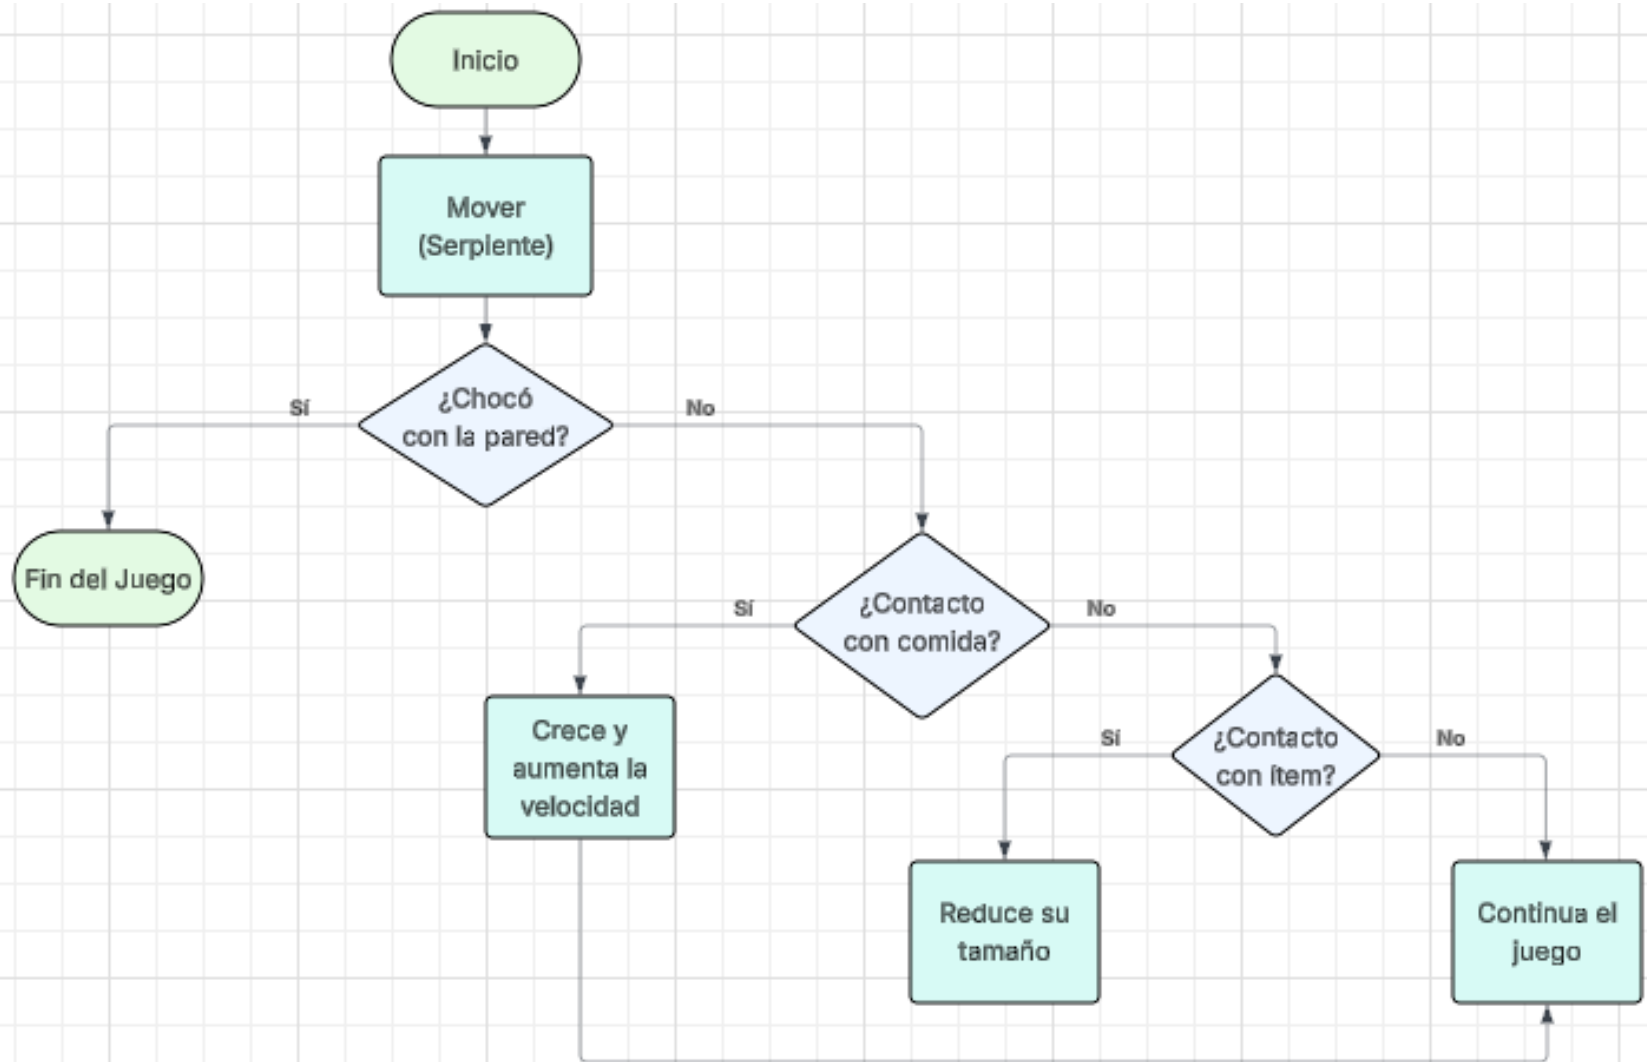 Inicio
Mover
(Serpiente)
¿Chocó
con la pared?
Sí
No
Fin del Juego
¿Contacto
con comida?
Sí
No
Crece y
aumenta la
velocidad
¿Contacto
con ítem?
Sí
No
Reduce su
tamaño
Continua el
juego